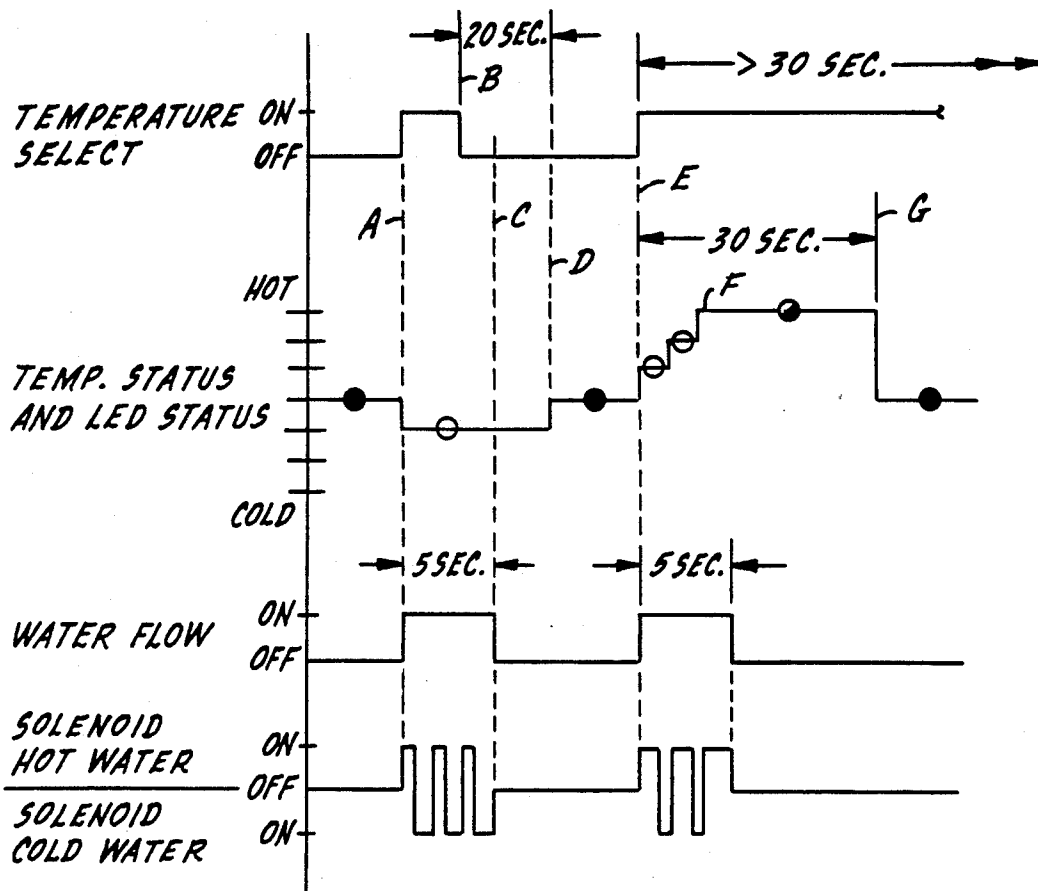 20 SEC.
B
> 30 SEC.
TEMPERATURE
SELECT
ON
OFF
A
C
D
E
G
30 SEC.
HOT
F
TEMP. STATUS
AND LED STATUS
COLD
5 SEC.
5 SEC.
WATER FLOW
ON
OFF
SOLENOID
HOT WATER
ON
OFF
SOLENOID
COLD WATER
ON